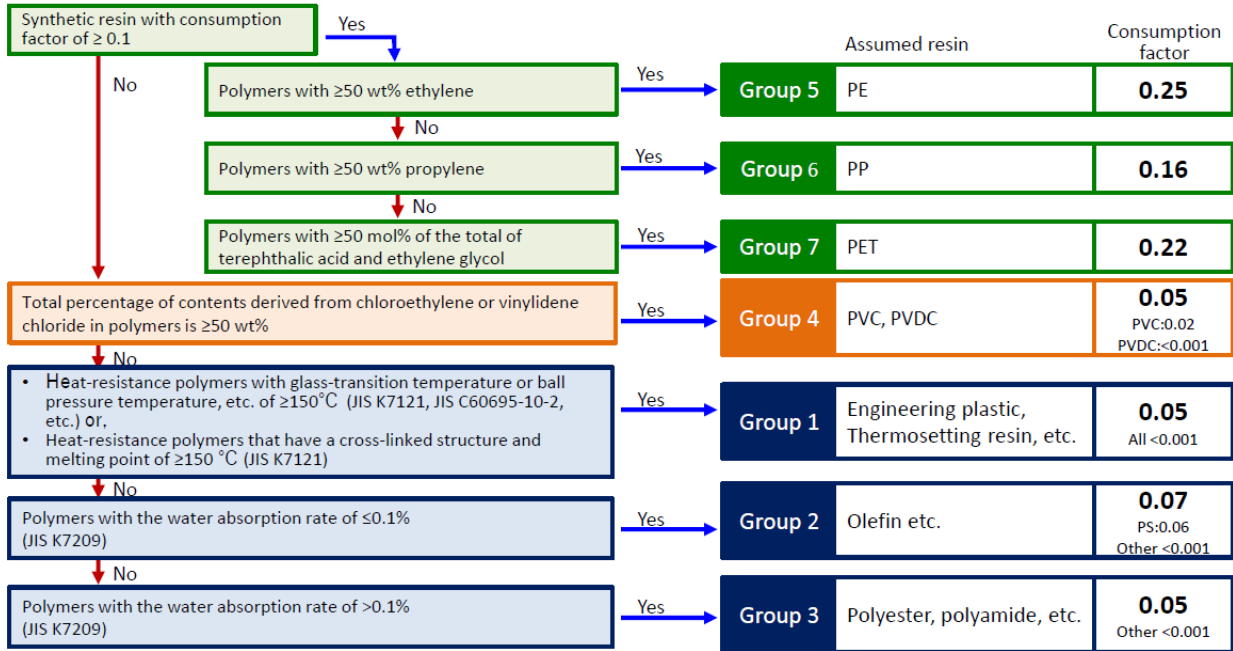 Synthetic resin with consumption
factor of ≥ 0.1
Yes
No
Assumed resin
Consumption
factor
Polymers with ≥50 wt% ethylene
Yes
Group 5
PE
0.25
No
Polymers with ≥50 wt% propylene
Yes
Group 6
PP
0.16
No
Polymers with ≥50 mol% of the total of
terephthalic acid and ethylene glycol
Yes
Group 7
PET
0.22
Total percentage of contents derived from chloroethylene or vinylidene
chloride in polymers is ≥50 wt%
Yes
Group 4
PVC, PVDC
0.05
PVC:0.02
PVDC:<0.001
No
• Heat-resistance polymers with glass-transition temperature or ball
pressure temperature, etc. of ≥150°C (JIS K7121, JIS C60695-10-2,
etc.) or,
• Heat-resistance polymers that have a cross-linked structure and
melting point of ≥150 °C (JIS K7121)
Yes
Group 1
Engineering plastic,
Thermosetting resin, etc.
0.05
All <0.001
No
Polymers with the water absorption rate of ≤0.1%
(JIS K7209)
Yes
Group 2
Olefin etc.
0.07
PS:0.06
Other <0.001
No
Polymers with the water absorption rate of >0.1%
(JIS K7209)
Yes
Group 3
Polyester, polyamide, etc.
0.05
Other <0.001